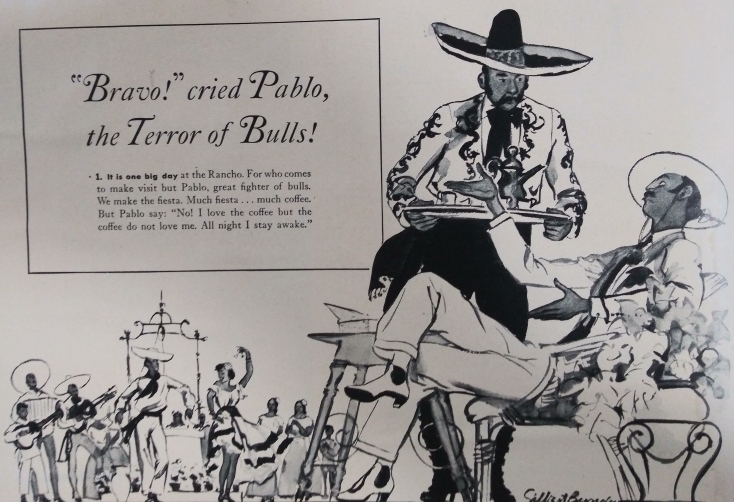 “Bravo!” cried Pablo,
the Terror of Bulls!
· 1. It is one big day at the Rancho. For who comes
to make visit but Pablo, great fighter of bulls.
We make the fiesta. Much fiesta . . . much coffee.
But Pablo say: “No! I love the coffee but the
coffee do not love me. All night I stay awake.”